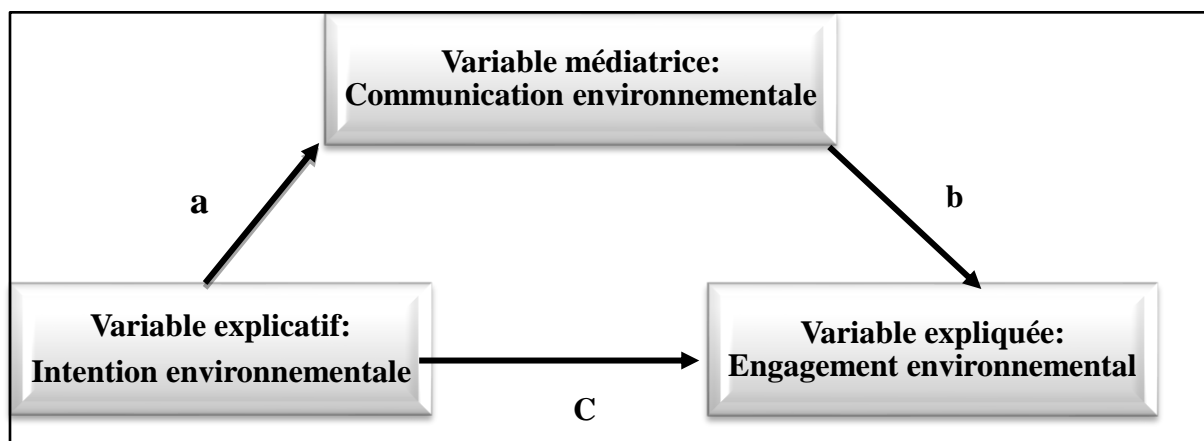 Variable médiatrice:
Communication environnementale
a
b
Variable explicatif:
Intention environnementale
Variable expliquée:
Engagement environnemental
C